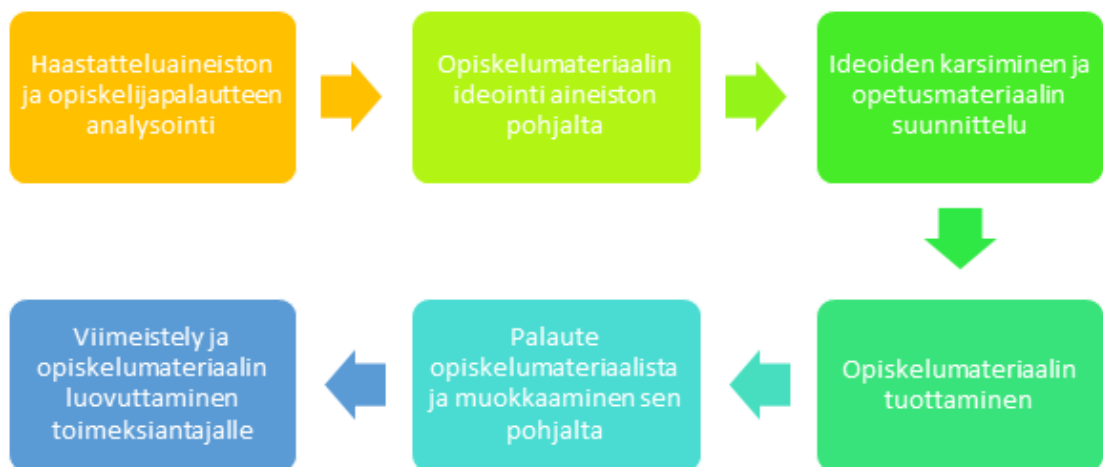 Haastatteluaineiston
ja opiskelijapalautteen
analysointi
Opiskelumateriaalin
ideointi aineiston
pohjalta
Ideoiden karsiminen ja
opetusmateriaalin
suunnittelu
Opiskelumateriaalin
tuottaminen
Palaute
opiskelumateriaalista
ja muokkaaminen sen
pohjalta
Viimeistely ja
opiskelumateriaalin
luovuttaminen
toimeksiantajalle